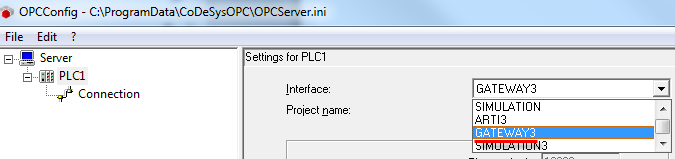 OPCConfig - C:\ProgramData\CoDeSysOPC\OPCServer.ini
File Edit ?
Server
PLC1
Connection
Settings for PLC1
Interface:
GATEWAY3
Project name:
SIMULATION
ARTI3
GATEWAY3
SIMULATION3